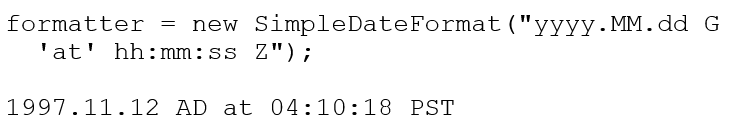 formatter = new SimpleDateFormat("yyyy.MM.dd G
'at' hh:mm:ss Z");
1997.11.12 AD at 04:10:18 PST